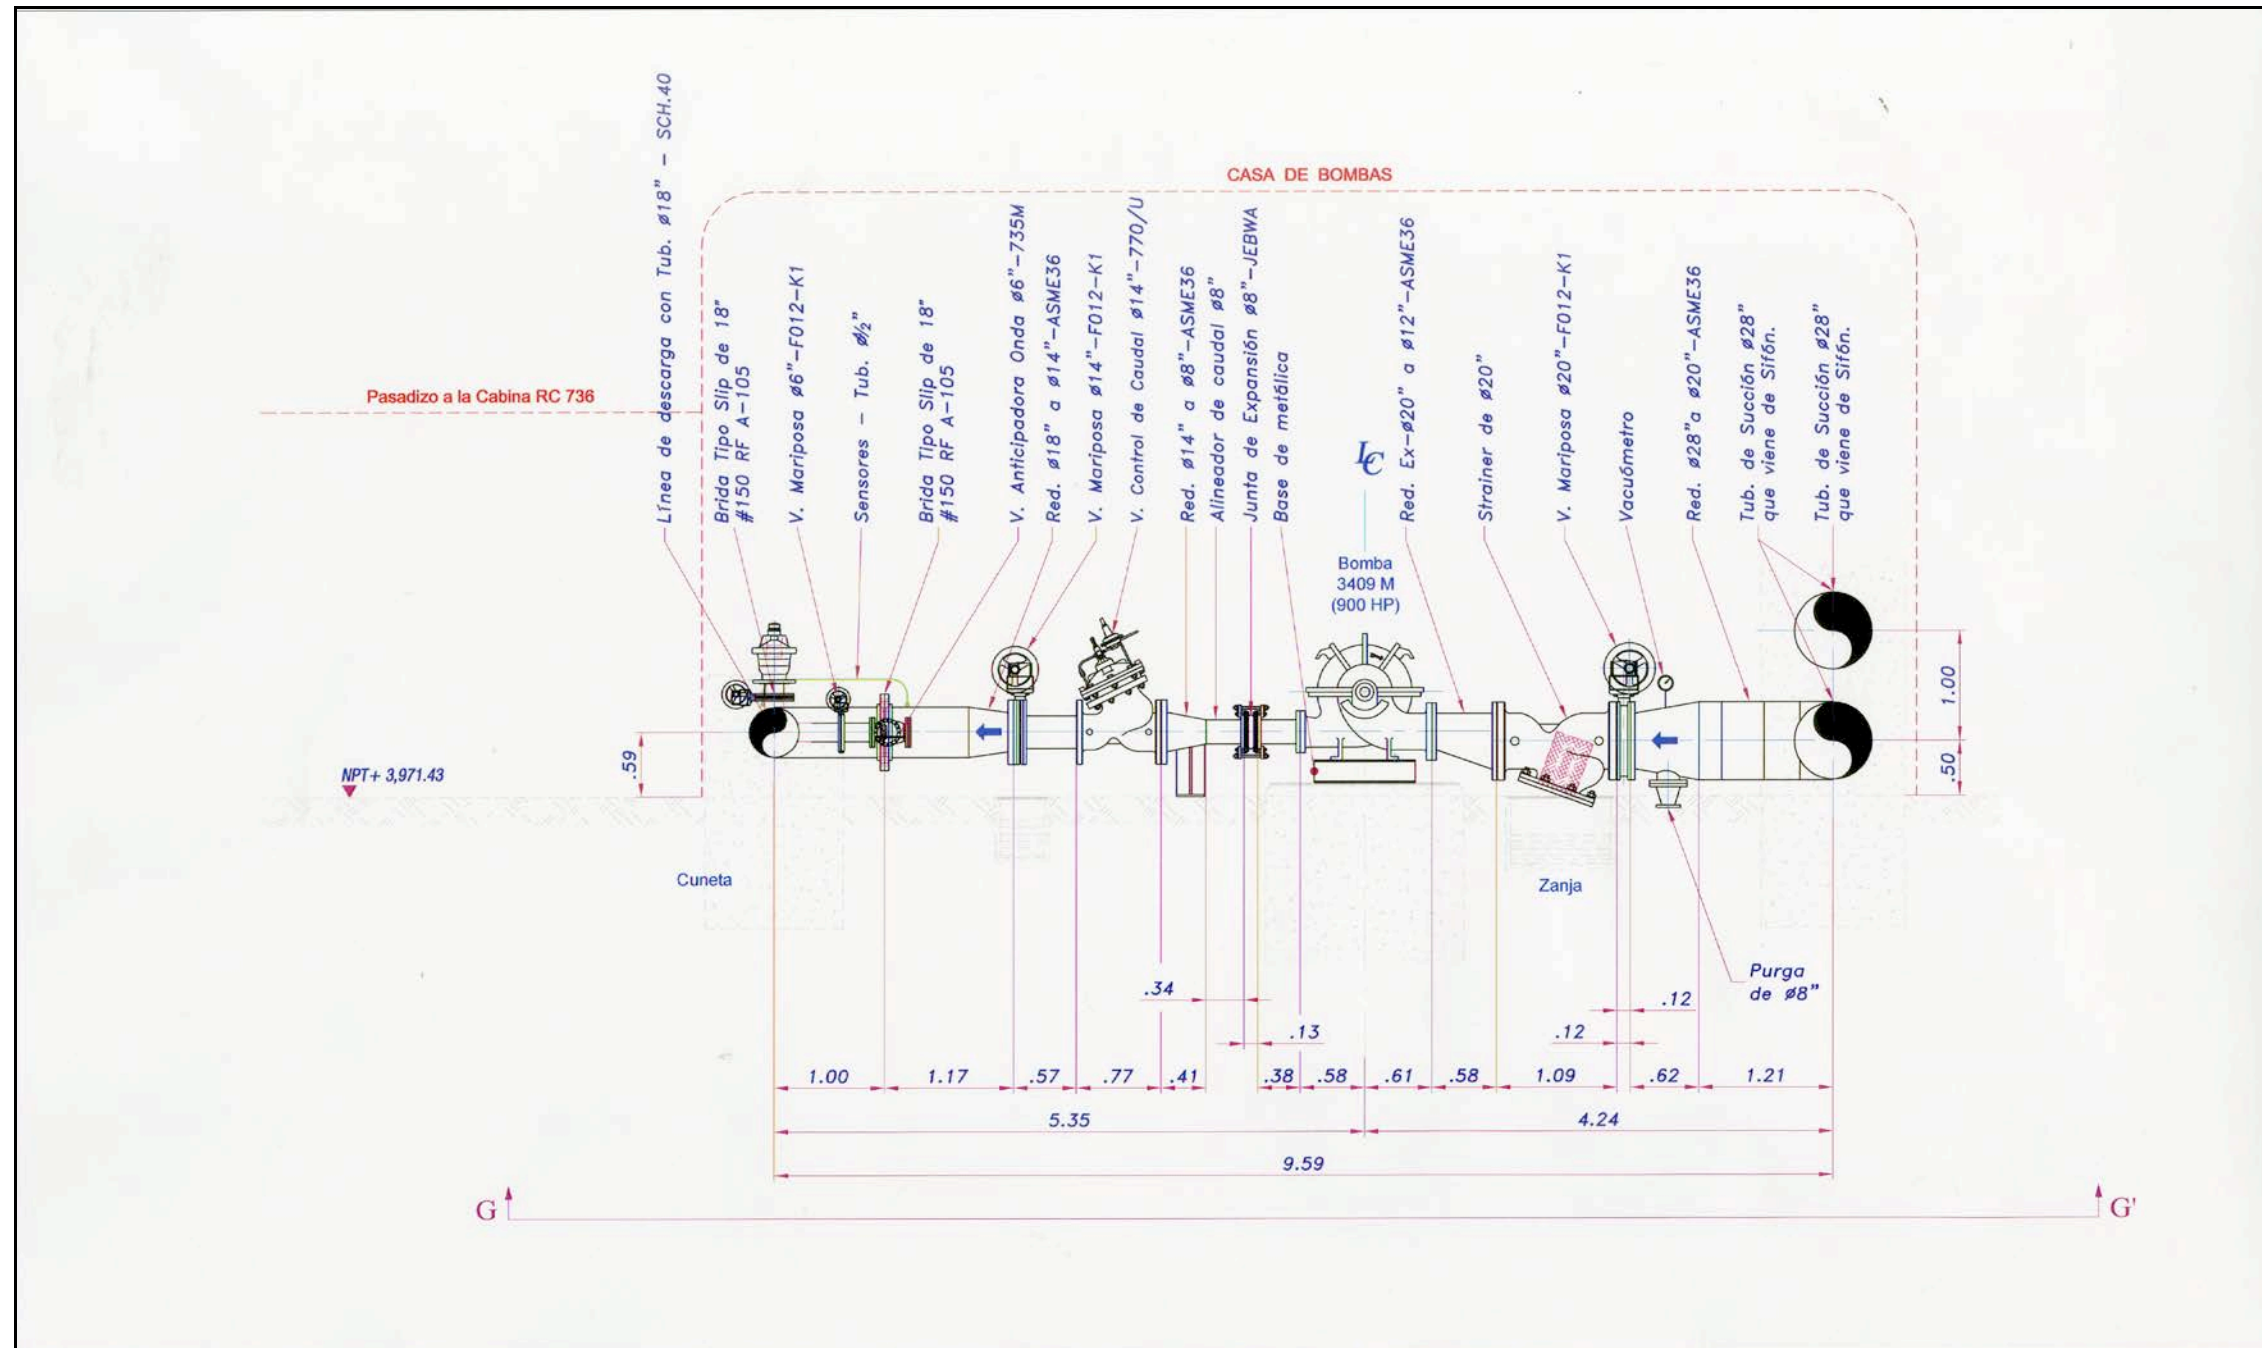 CASA DE BOMBAS
Pasadizo a la Cabina RC 736
Línea de descarga con Tub. ø18" - SCH.40
Brida Tipo Slip de 18"
#150 RF A-105
V. Mariposa ø6"-F012-K1
Sensores - Tub. ø½"
Brida Tipo Slip de 18"
#150 RF A-105
V. Anticipadora Onda ø6"-735M
Red. ø18" a ø14"-ASME36
V. Mariposa ø14"-F012-K1
V. Control de Caudal ø14"-770/U
Red. ø14" a ø8"-ASME36
Alineador de caudal ø8"
Junta de Expansión ø8"-JEBWA
Base de metálica
LC
Bomba
3409 M
(900 HP)
Red. Ex-ø20" a ø12"-ASME36
Strainer de ø20"
V. Mariposa ø20"-F012-K1
Vacuómetro
Red. ø28"a ø20"-ASME36
Tub. de Succión ø28"
que viene de Sifón.
Tub. de Succión ø28"
que viene de Sifón.
1.00
.50
.59
NPT+ 3,971.43
Cuneta
Zanja
Purga
de ø8"
.34
.12
.13
.12
1.00 1.17 .57 .77 .41 .38 .58 .61 .58 1.09 .62 1.21
5.35 4.24
9.59
G G'